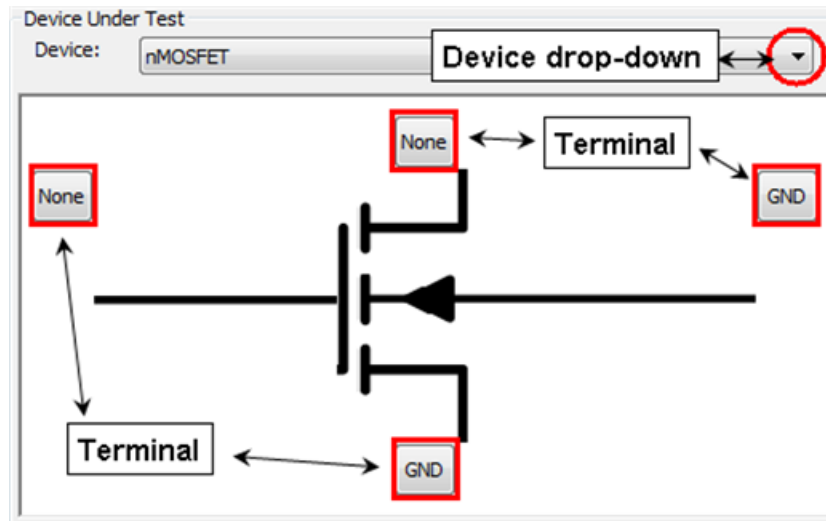 Device Under Test
Device:
nMOSFET
Device drop-down
None
Terminal
None
GND
Terminal
GND